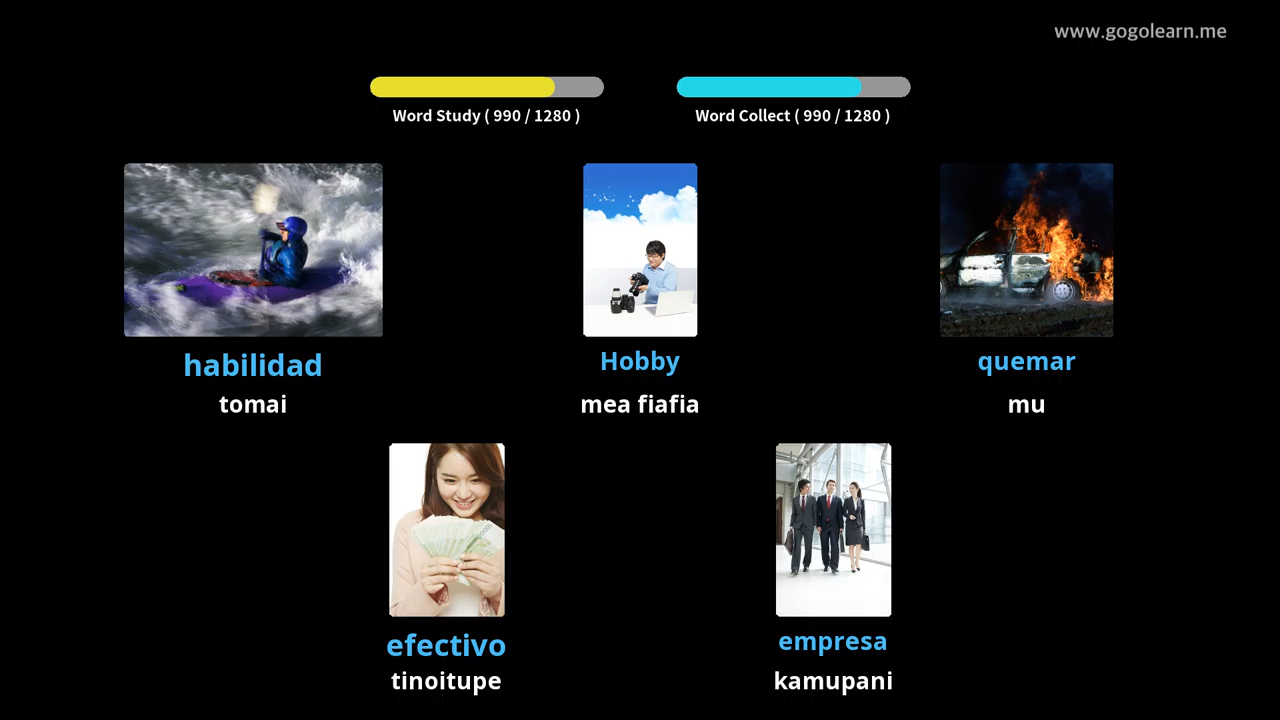 www.gogolearn.me
Word Study ( 990 / 1280 )
Word Collect ( 990 / 1280 )
habilidad
tomai
Hobby
mea fiafia
quemar
mu
efectivo
tinoitupe
empresa
kamupani